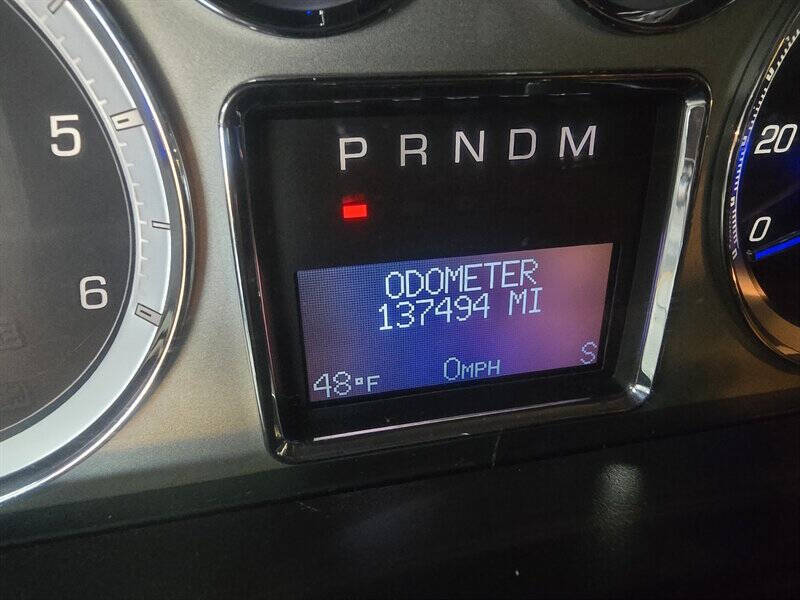 5
6
P R N D M
ODOMETER
137494 MI
48°F 0MPH S
20
0